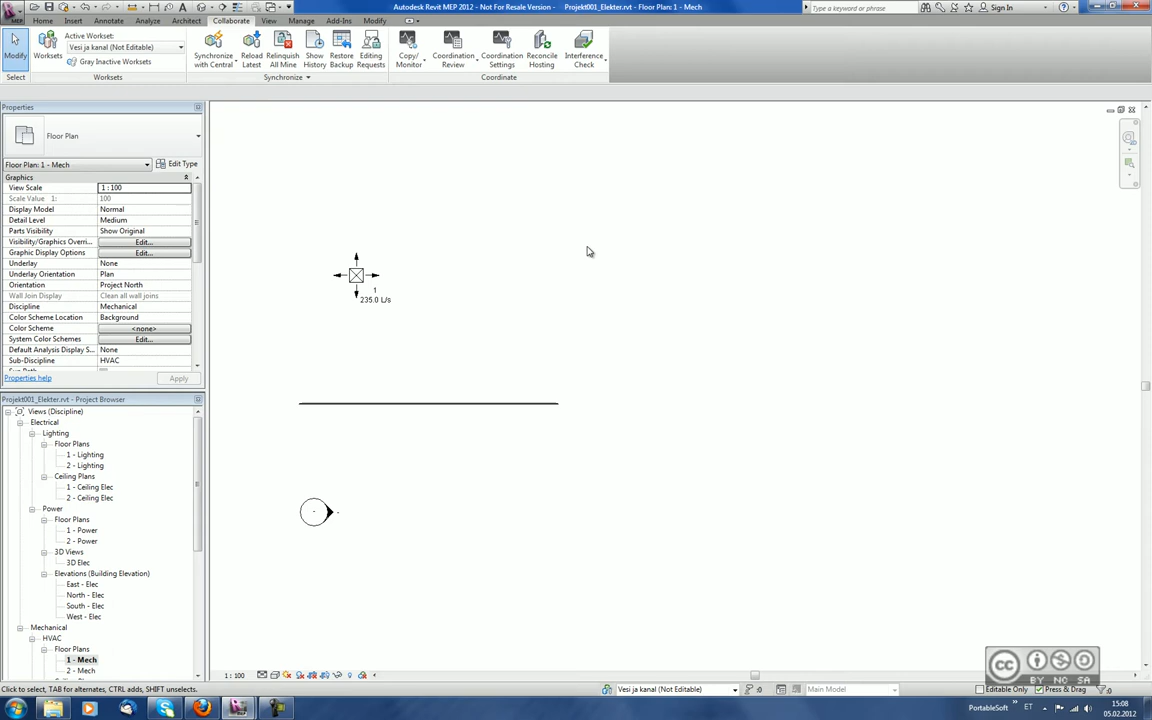 Autodesk Revit MEP 2012 - Not For Resale Version - Projekt001_Elekter.rvt - Floor Plan: 1 - Mech
Type a keyword or phrase
Sign In
Home Insert Annotate Analyze Architect Collaborate View Manage Add-Ins Modify
Modify
Worksets
Active Workset:
Vesi ja kanal (Not Editable)
Gray Inactive Worksets
Synchronize with Central
Reload Latest
Relinquish All Mine
Show History
Restore Backup
Editing Requests
Copy/ Monitor
Coordination Review
Coordination Settings
Reconcile Hosting
Interference Check
Select
Worksets
Synchronize
Coordinate
Properties
Floor Plan
Floor Plan: 1 - Mech
Edit Type
Graphics
View Scale 1 : 100
Scale Value 1: 100
Display Model Normal
Detail Level Medium
Parts Visibility Show Original
Visibility/Graphics Overri... Edit...
Graphic Display Options Edit...
Underlay None
Underlay Orientation Plan
Orientation Project North
Wall Join Display Clean all wall joins
Discipline Mechanical
Color Scheme Location Background
Color Scheme <none>
System Color Schemes Edit...
Default Analysis Display S... None
Sub-Discipline HVAC
Properties help
Apply
Projekt001_Elekter.rvt - Project Browser
Views (Discipline)
Electrical
Lighting
Floor Plans
1 - Lighting
2 - Lighting
Ceiling Plans
1 - Ceiling Elec
2 - Ceiling Elec
Power
Floor Plans
1 - Power
2 - Power
3D Views
3D Elec
Elevations (Building Elevation)
East - Elec
North - Elec
South - Elec
West - Elec
Mechanical
HVAC
Floor Plans
1 - Mech
2 - Mech
1
235.0 L/s
1 : 100
Click to select, TAB for alternates, CTRL adds, SHIFT unselects.
Vesi ja kanal (Not Editable)
:0
Main Model
Editable Only
Press & Drag
:0
cc
BY NC SA
PortableSoft
ET
15:08
05.02.2012